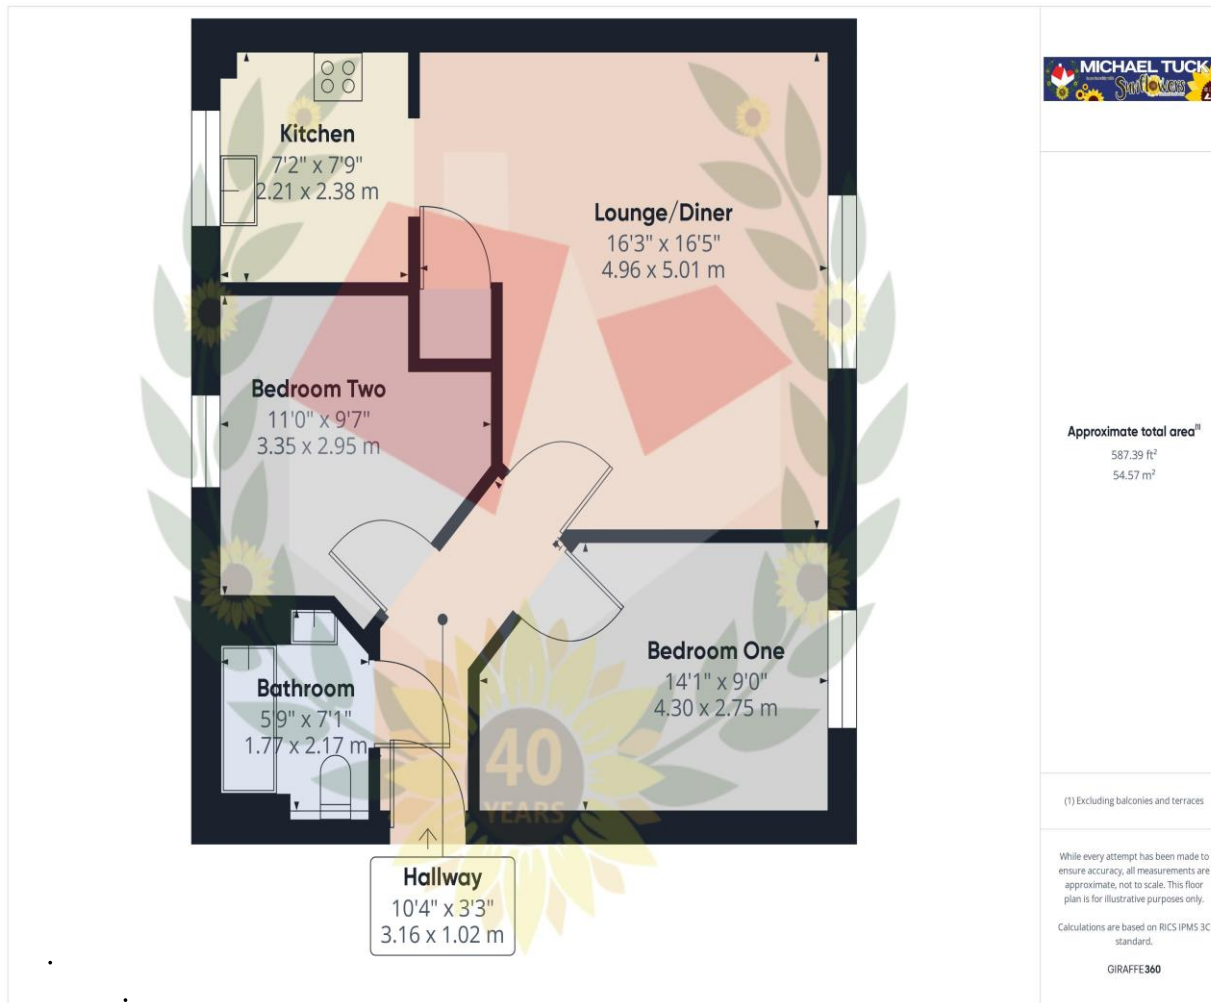 Kitchen
7'2" x 7'9"
2.21 x 2.38 m
Lounge/Diner
16'3" x 16'5"
4.96 x 5.01 m
Bedroom Two
11'0" x 9'7"
3.35 x 2.95 m
Bedroom One
14'1" x 9'0"
4.30 x 2.75 m
Bathroom
5'9" x 7'1"
1.77 x 2.17 m
40
YEARS
Hallway
10'4" x 3'3"
3.16 x 1.02 m
MICHAEL TUCK
Sunflowers
Approximate total area(1)
587.39 ft²
54.57 m²
(1) Excluding balconies and terraces
While every attempt has been made to
ensure accuracy, all measurements are
approximate, not to scale. This floor
plan is for illustrative purposes only.
Calculations are based on RICS IPMS 3C
standard.
GIRAFFE360